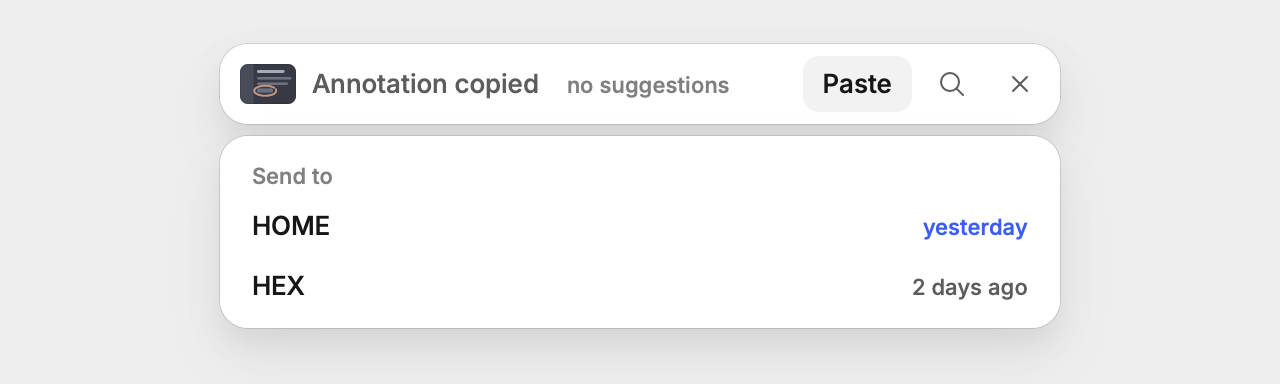 Annotation copied no suggestions Paste
Send to
HOME yesterday
HEX 2 days ago